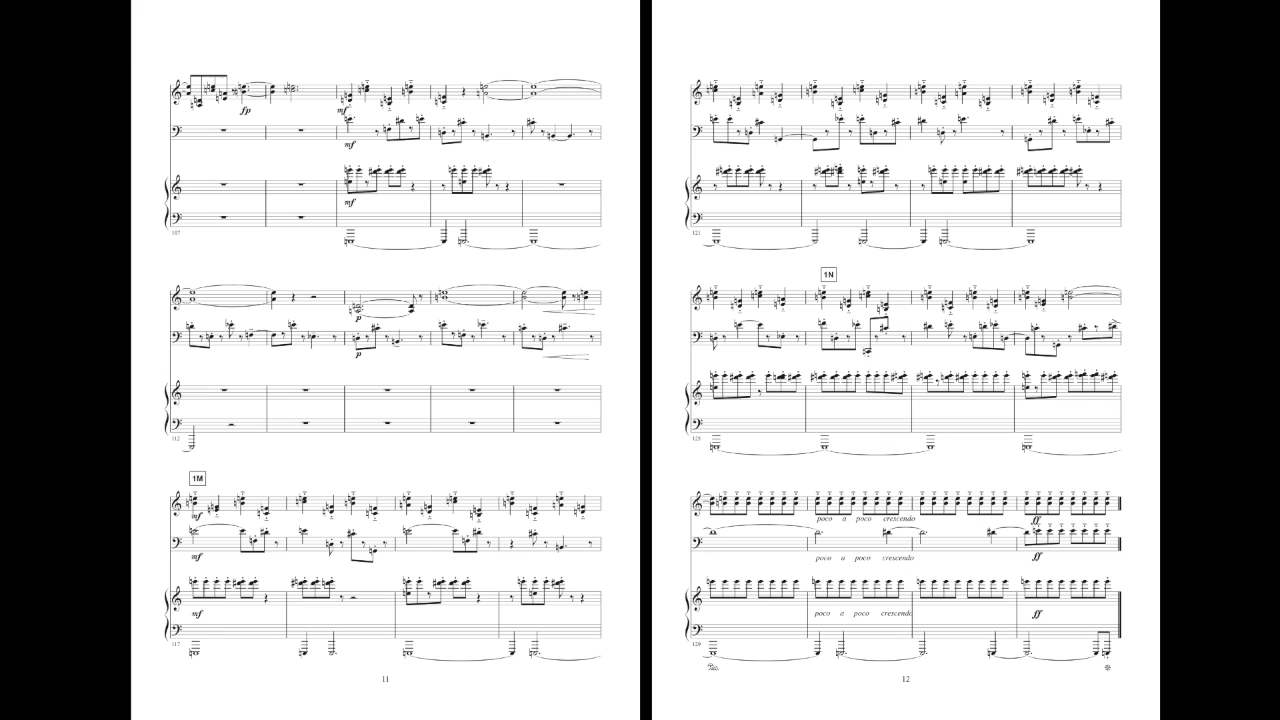 fp
mf
mf
mf
107
p
p
112
1M
mf
mf
mf
117
11
121
1N
125
poco a poco crescendo
ff
poco a poco crescendo
ff
poco a poco crescendo
ff
129
12